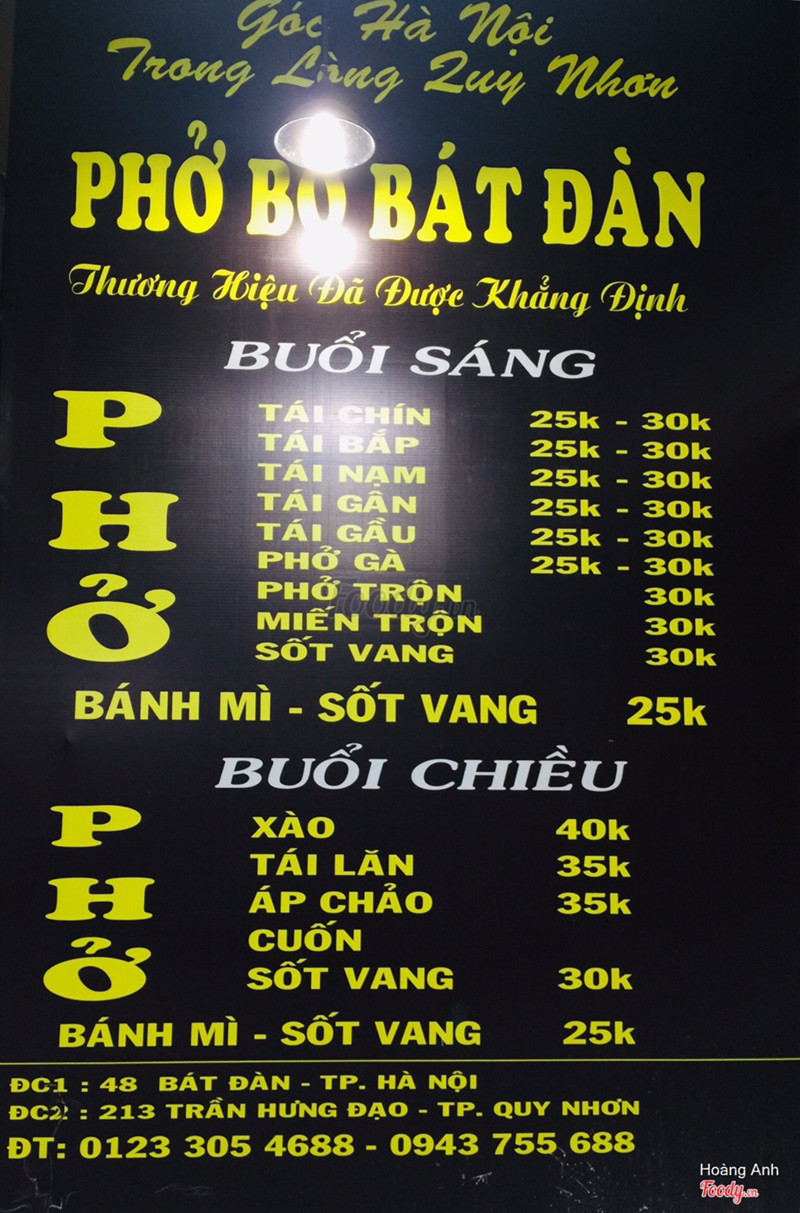 Góc Hà Nội
Trong Làng Quy Nhơn
PHỞ BÒ BÁT ĐÀN
Thương Hiệu Đã Được Khẳng Định
BUỔI SÁNG
PHỞ
TÁI CHÍN 25k - 30k
TÁI BẮP 25k - 30k
TÁI NẠM 25k - 30k
TÁI GÂN 25k - 30k
TÁI GẦU 25k - 30k
PHỞ GÀ 25k - 30k
PHỞ TRỘN 30k
MIẾN TRỘN 30k
SỐT VANG 30k
BÁNH MÌ - SỐT VANG 25k
BUỔI CHIỀU
PHỞ
XÀO 40k
TÁI LĂN 35k
ÁP CHẢO 35k
CUỐN
SỐT VANG 30k
BÁNH MÌ - SỐT VANG 25k
ĐC1 : 48 BÁT ĐÀN - TP. HÀ NỘI
ĐC2 : 213 TRẦN HƯNG ĐẠO - TP. QUY NHƠN
ĐT: 0123 305 4688 - 0943 755 688
Hoàng Anh
Foody.vn